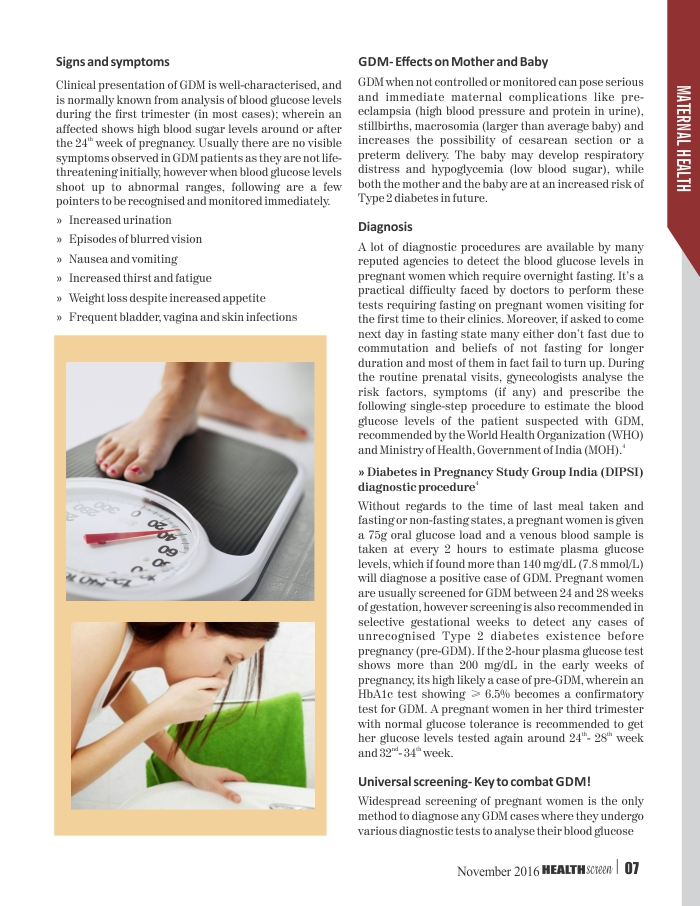 Signs and symptoms
Clinical presentation of GDM is well-characterised, and
is normally known from analysis of blood glucose levels
during the first trimester (in most cases); wherein an
affected shows high blood sugar levels around or after
the 24th week of pregnancy. Usually there are no visible
symptoms observed in GDM patients as they are not life-
threatening initially, however when blood glucose levels
shoot up to abnormal ranges, following are a few
pointers to be recognised and monitored immediately.
» Increased urination
» Episodes of blurred vision
» Nausea and vomiting
» Increased thirst and fatigue
» Weight loss despite increased appetite
» Frequent bladder, vagina and skin infections
GDM- Effects on Mother and Baby
GDM when not controlled or monitored can pose serious
and immediate maternal complications like pre-
eclampsia (high blood pressure and protein in urine),
stillbirths, macrosomia (larger than average baby) and
increases the possibility of cesarean section or a
preterm delivery. The baby may develop respiratory
distress and hypoglycemia (low blood sugar), while
both the mother and the baby are at an increased risk of
Type 2 diabetes in future.
Diagnosis
A lot of diagnostic procedures are available by many
reputed agencies to detect the blood glucose levels in
pregnant women which require overnight fasting. It's a
practical difficulty faced by doctors to perform these
tests requiring fasting on pregnant women visiting for
the first time to their clinics. Moreover, if asked to come
next day in fasting state many either don't fast due to
commutation and beliefs of not fasting for longer
duration and most of them in fact fail to turn up. During
the routine prenatal visits, gynecologists analyse the
risk factors, symptoms (if any) and prescribe the
following single-step procedure to estimate the blood
glucose levels of the patient suspected with GDM,
recommended by the World Health Organization (WHO)
and Ministry of Health, Government of India (MOH).4
» Diabetes in Pregnancy Study Group India (DIPSI)
diagnostic procedure4
Without regards to the time of last meal taken and
fasting or non-fasting states, a pregnant women is given
a 75g oral glucose load and a venous blood sample is
taken at every 2 hours to estimate plasma glucose
levels, which if found more than 140 mg/dL (7.8 mmol/L)
will diagnose a positive case of GDM. Pregnant women
are usually screened for GDM between 24 and 28 weeks
of gestation, however screening is also recommended in
selective gestational weeks to detect any cases of
unrecognised Type 2 diabetes existence before
pregnancy (pre-GDM). If the 2-hour plasma glucose test
shows more than 200 mg/dL in the early weeks of
pregnancy, its high likely a case of pre-GDM, wherein an
HbA1c test showing ⩾ 6.5% becomes a confirmatory
test for GDM. A pregnant women in her third trimester
with normal glucose tolerance is recommended to get
her glucose levels tested again around 24th- 28th week
and 32nd- 34th week.
Universal screening- Key to combat GDM!
Widespread screening of pregnant women is the only
method to diagnose any GDM cases where they undergo
various diagnostic tests to analyse their blood glucose
MATERNAL HEALTH
November 2016 HEALTHscreen | 07